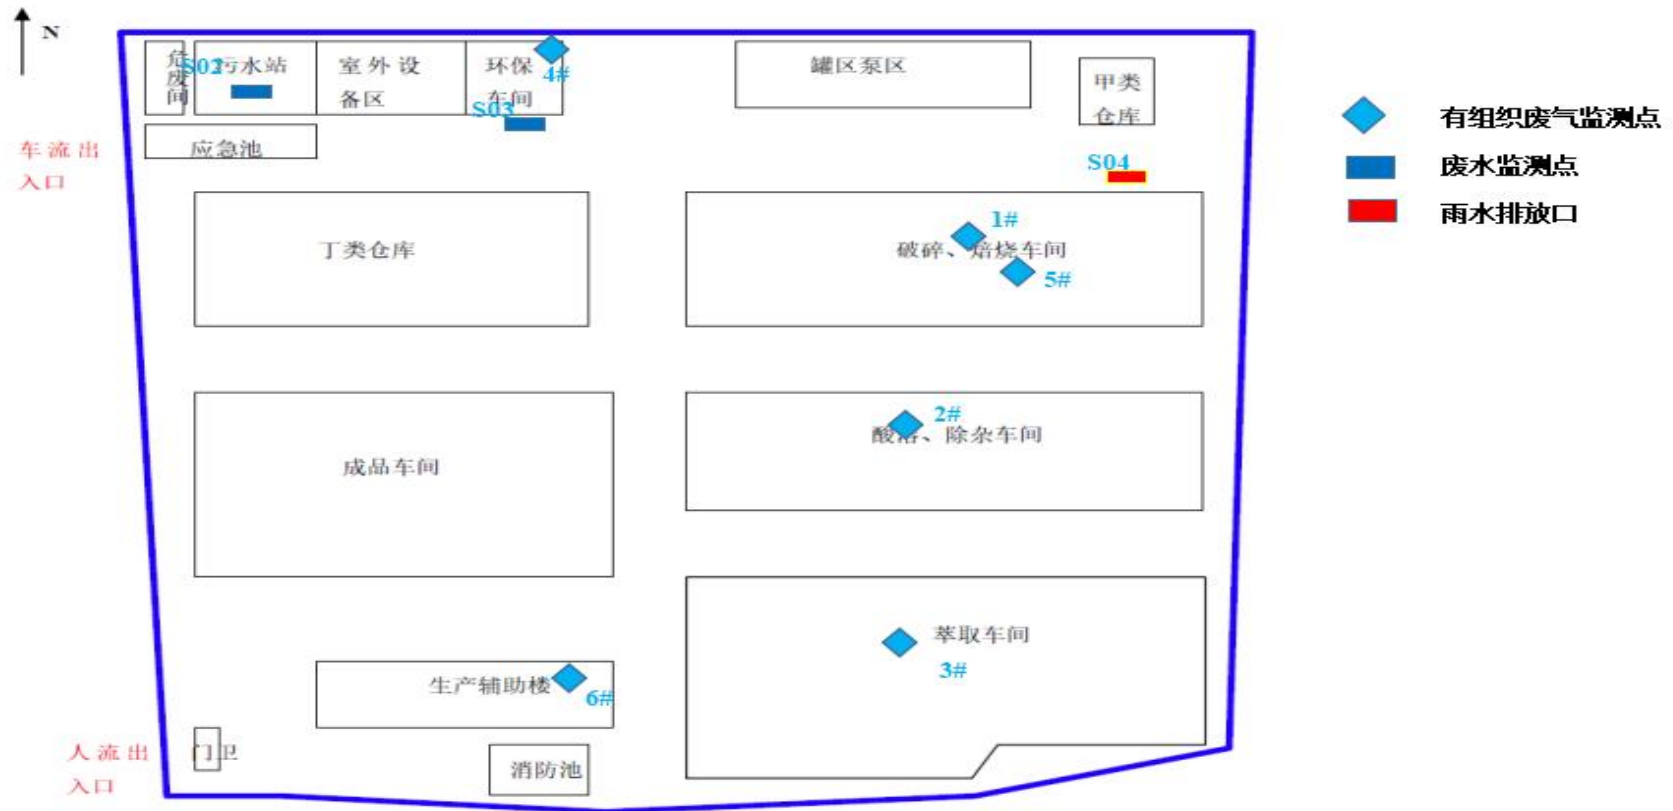 N
危废间
S02
污水站
室外设
备区
环保
车间
4#
S03
罐区泵区
甲类
仓库
应急池
车流出
入口
S04
有组织废气监测点
废水监测点
雨水排放口
丁类仓库
1#
破碎、焙烧车间
5#
2#
酸溶、除杂车间
成品车间
萃取车间
3#
生产辅助楼
6#
人流出
入口
门卫
消防池